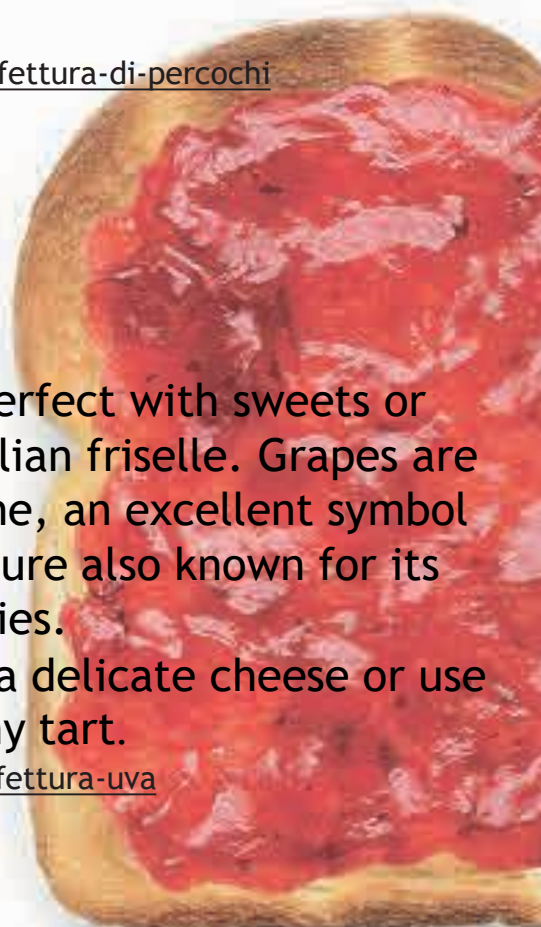 fettura-di-percochi
erfect with sweets or
lian friselle. Grapes are
ne, an excellent symbol
ure also known for its
ies.
a delicate cheese or use
ny tart.
fettura-uva